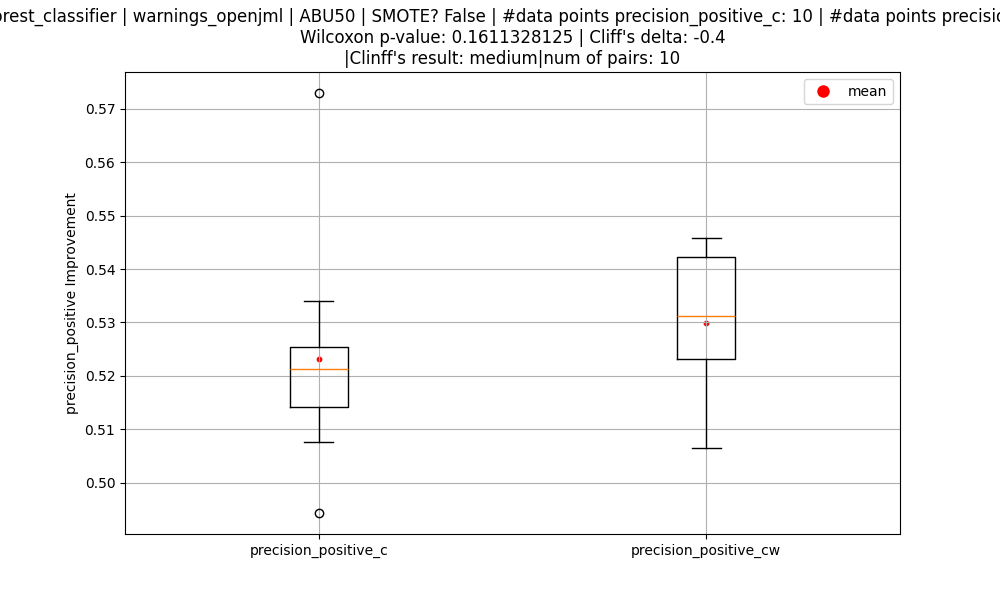 orest_classifier | warnings_openjml | ABU50 | SMOTE? False | #data points precision_positive_c: 10 | #data points precisio
Wilcoxon p-value: 0.1611328125 | Cliff's delta: -0.4
|Clinff's result: medium|num of pairs: 10
mean
0.57
0.56
0.55
0.54
0.53
0.52
0.51
0.50
precision_positive Improvement
precision_positive_c
precision_positive_cw